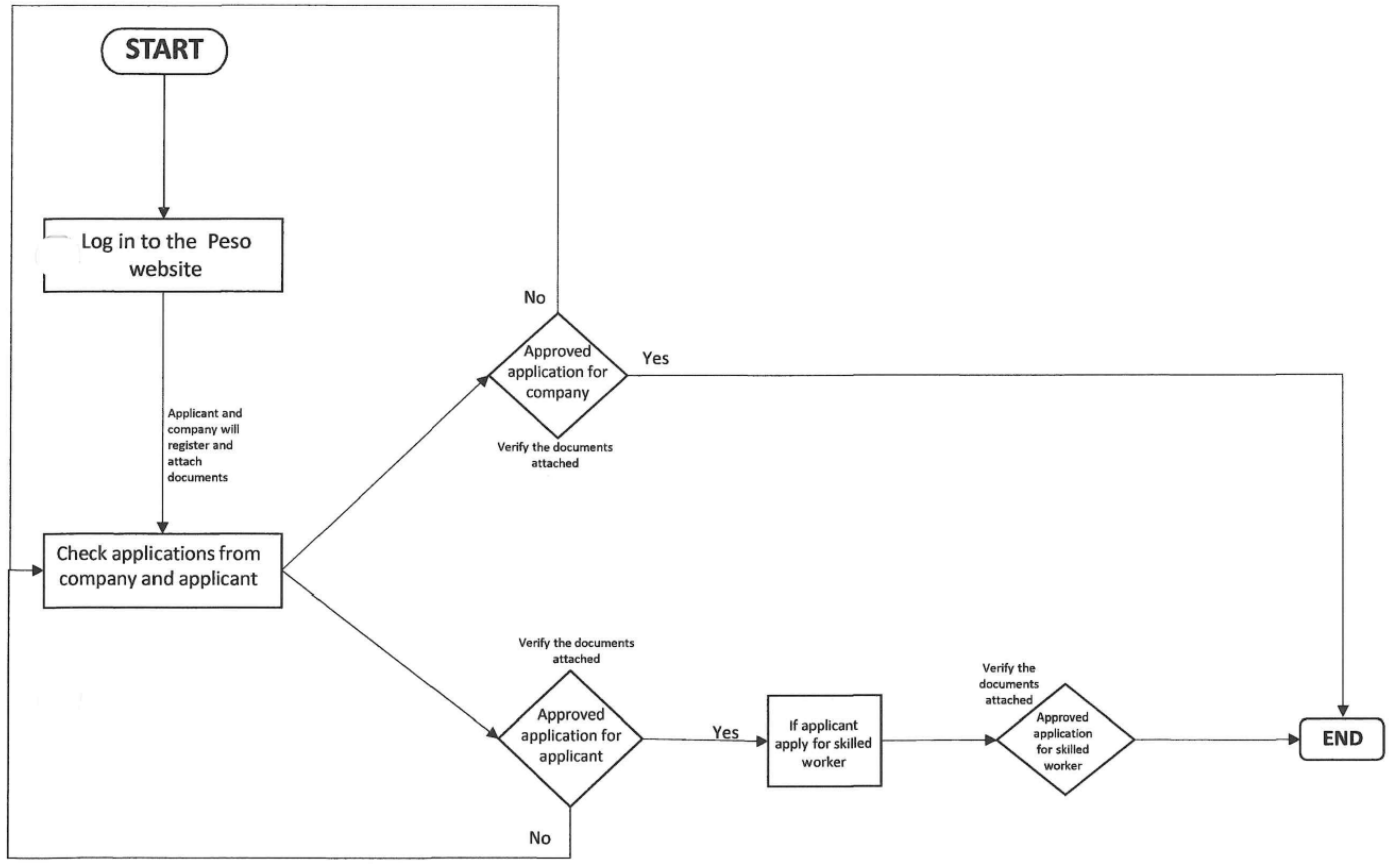 START
Log in to the Peso
website
Applicant and
company will
register and
attach
documents
Check applications from
company and applicant
No
Approved
application for
company
Yes
Verify the documents
attached
Verify the documents
attached
Approved
application for
applicant
No
Yes
If applicant
apply for skilled
worker
Verify the
documents
attached
Approved
application
for skilled
worker
END